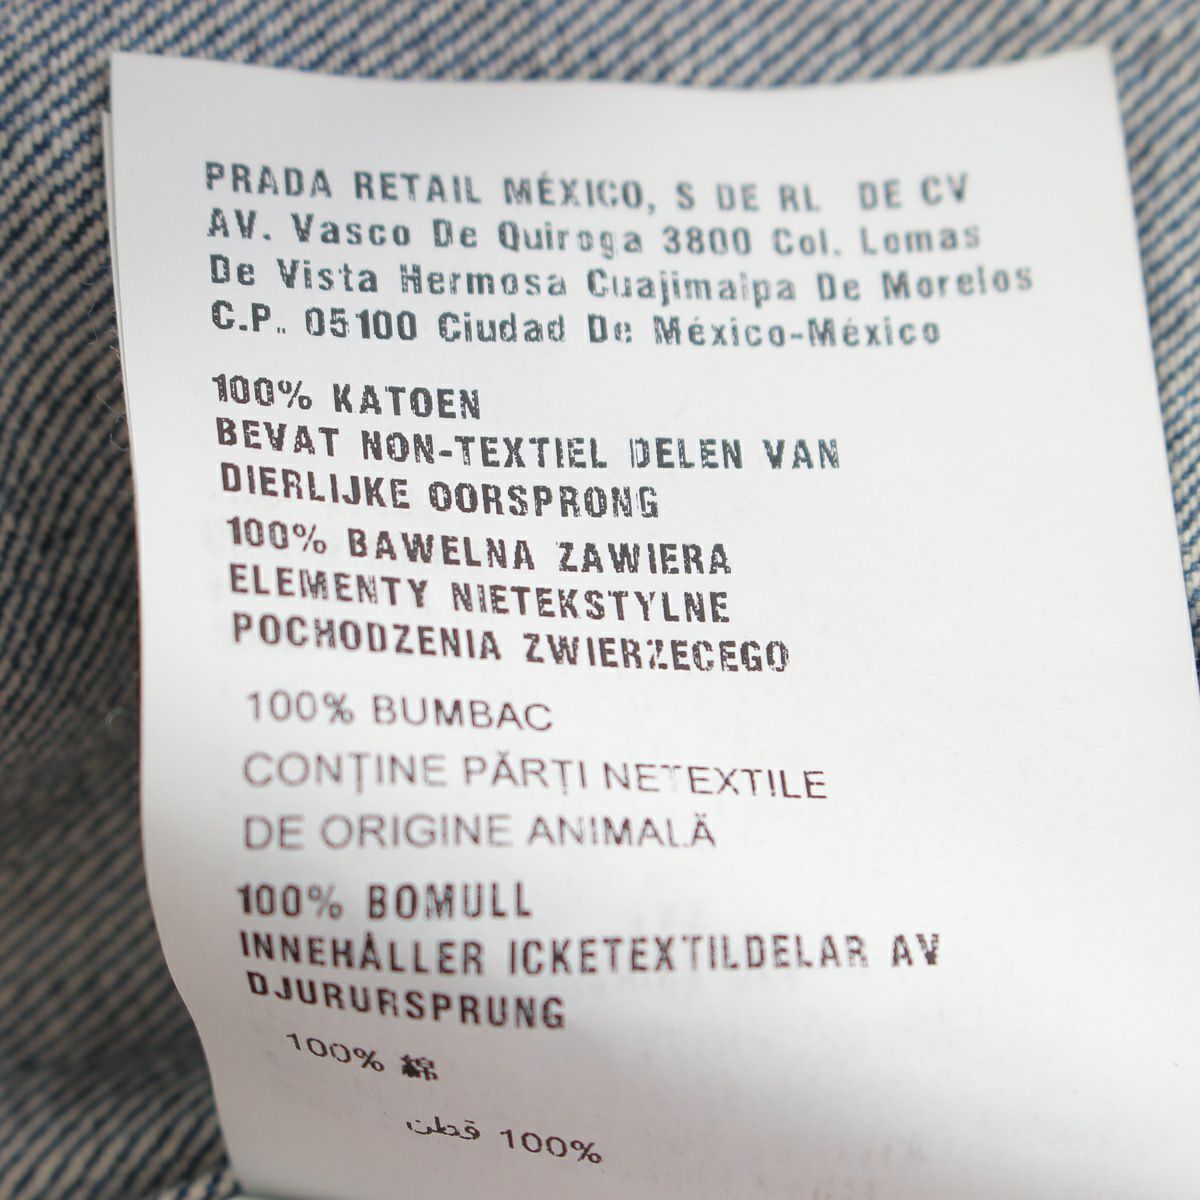 PRADA RETAIL MÉXICO, S DE RL DE CV
AV. Vasco De Quiroga 3800 Col. Lomas
De Vista Hermosa Cuajimalpa De Morelos
C.P. 05100 Ciudad De México-México
100% KATOEN
BEVAT NON-TEXTIEL DELEN VAN
DIERLIJKE OORSPRONG
100% BAWELNA ZAWIERA
ELEMENTY NIETEKSTYLNE
POCHODZENIA ZWIERZECEGO
100% BUMBAC
CONȚINE PĂRȚI NETEXTILE
DE ORIGINE ANIMALĂ
100% BOMULL
INNEHÅLLER ICKETEXTILDELAR AV
DJURURSPRUNG
100% 綿
100% قطن